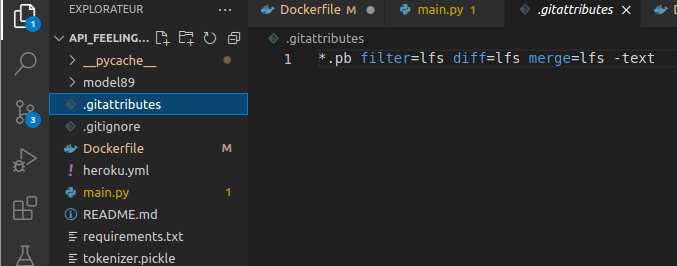 EXPLORATEUR
Dockerfile M
main.py 1
.gitattributes
API_FEELING...
.gitattributes
1 *.pb filter=lfs diff=lfs merge=lfs -text
__pycache__
model89
.gitattributes
.gitignore
Dockerfile M
heroku.yml
main.py 1
README.md
requirements.txt
tokenizer.pickle
1
3